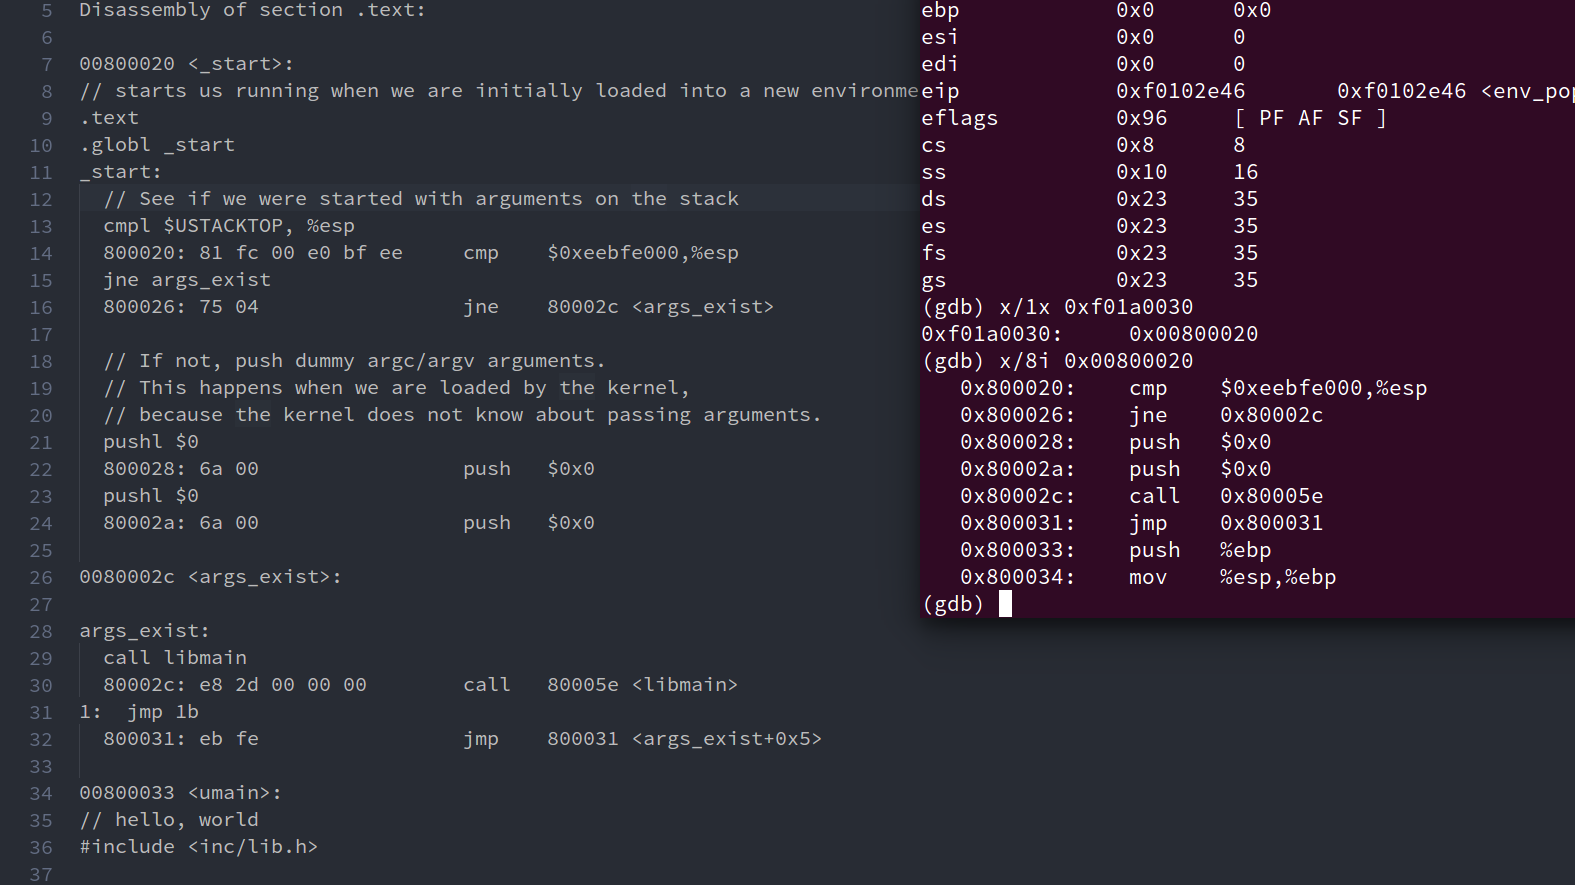 5 Disassembly of section .text:
6
7 00800020 <_start>:
8 // starts us running when we are initially loaded into a new environme
9 .text
10 .globl _start
11 _start:
12 // See if we were started with arguments on the stack
13 cmpl $USTACKTOP, %esp
14 800020: 81 fc 00 e0 bf ee cmp $0xeebfe000,%esp
15 jne args_exist
16 800026: 75 04 jne 80002c <args_exist>
17
18 // If not, push dummy argc/argv arguments.
19 // This happens when we are loaded by the kernel,
20 // because the kernel does not know about passing arguments.
21 pushl $0
22 800028: 6a 00 push $0x0
23 pushl $0
24 80002a: 6a 00 push $0x0
25
26 0080002c <args_exist>:
27
28 args_exist:
29 call libmain
30 80002c: e8 2d 00 00 00 call 80005e <libmain>
31 1: jmp 1b
32 800031: eb fe jmp 800031 <args_exist+0x5>
33
34 00800033 <umain>:
35 // hello, world
36 #include <inc/lib.h>
37
ebp 0x0 0x0
esi 0x0 0
edi 0x0 0
eip 0xf0102e46 0xf0102e46 <env_pop
eflags 0x96 [ PF AF SF ]
cs 0x8 8
ss 0x10 16
ds 0x23 35
es 0x23 35
fs 0x23 35
gs 0x23 35
(gdb) x/1x 0xf01a0030
0xf01a0030: 0x00800020
(gdb) x/8i 0x00800020
0x800020: cmp $0xeebfe000,%esp
0x800026: jne 0x80002c
0x800028: push $0x0
0x80002a: push $0x0
0x80002c: call 0x80005e
0x800031: jmp 0x800031
0x800033: push %ebp
0x800034: mov %esp,%ebp
(gdb)